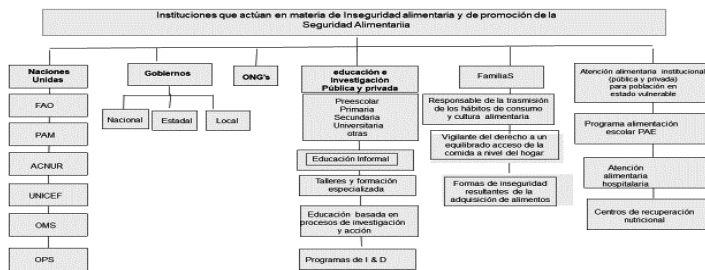 Instituciones que actúan en materia de Inseguridad alimentaria y de promoción de la
Seguridad Alimentariia
Naciones
Unidas
FAO
PAM
ACNUR
UNICEF
OMS
OPS
Gobiernos
Nacional
Estadal
Local
ONG's
educación e
Investigación
Pública y privada
Preescolar
Primaria
Secundaria
Universitaria
otras
Educación Informal
Talleres y formación
especializada
Educación basada en
procesos de investigación
y acción
Programas de I & D
FamiliaS
Responsable de la trasmisión
de los hábitos de consumo
y cultura alimentaria
Vigilante del derecho a un
equilibrado acceso de la
comida a nivel del hogar
Formas de inseguridad
resultantes de la
adquisición de alimentos
Atención alimentaria institucional
(pública y privada)
para población en
estado vulnerable
Programa alimentación
escolar PAE
Atención
alimentaria
hospitalaria
Centros de recuperación
nutricional